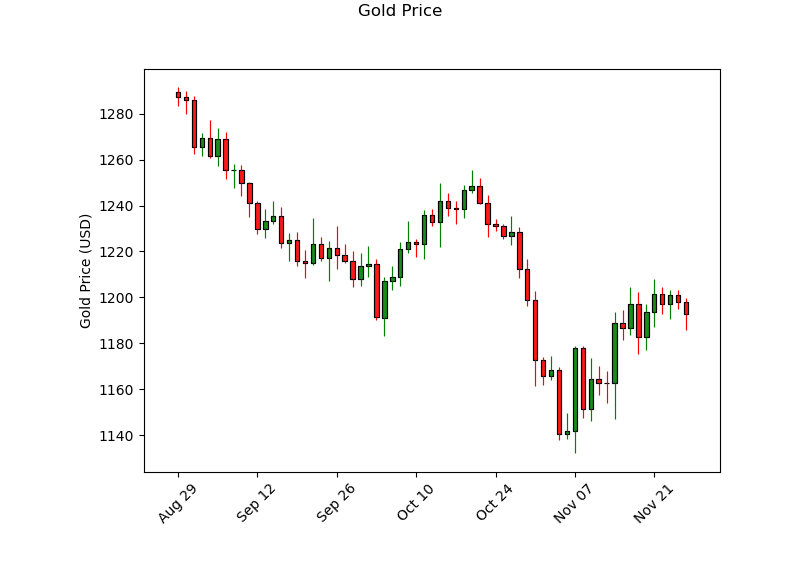 Gold Price
Gold Price (USD)
1280
1260
1240
1220
1200
1180
1160
1140
Aug 29
Sep 12
Sep 26
Oct 10
Oct 24
Nov 07
Nov 21